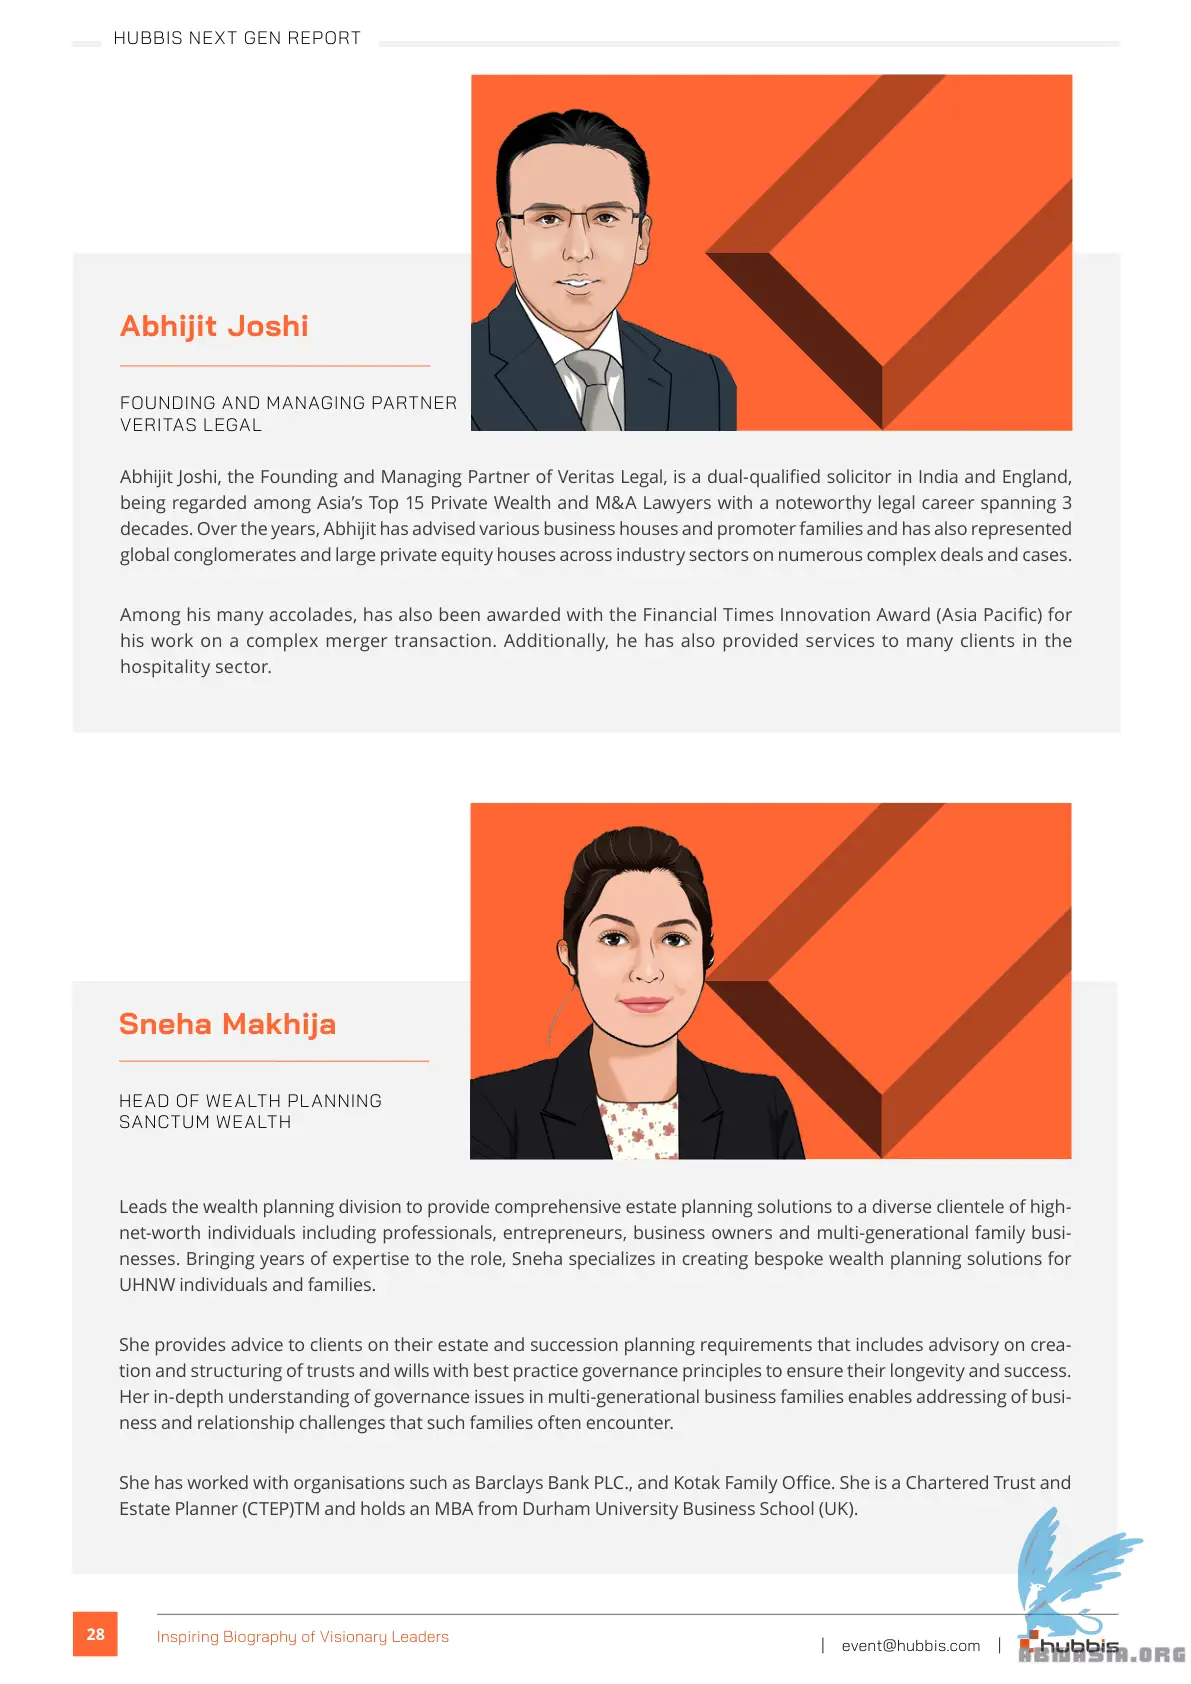 HUBBIS NEXT GEN REPORT
Abhijit Joshi
FOUNDING AND MANAGING PARTNER
VERITAS LEGAL
Abhijit Joshi, the Founding and Managing Partner of Veritas Legal, is a dual-qualified solicitor in India and England,
being regarded among Asia’s Top 15 Private Wealth and M&A Lawyers with a noteworthy legal career spanning 3
decades. Over the years, Abhijit has advised various business houses and promoter families and has also represented
global conglomerates and large private equity houses across industry sectors on numerous complex deals and cases.
Among his many accolades, has also been awarded with the Financial Times Innovation Award (Asia Pacific) for
his work on a complex merger transaction. Additionally, he has also provided services to many clients in the
hospitality sector.
Sneha Makhija
HEAD OF WEALTH PLANNING
SANCTUM WEALTH
Leads the wealth planning division to provide comprehensive estate planning solutions to a diverse clientele of high-
net-worth individuals including professionals, entrepreneurs, business owners and multi-generational family busi-
nesses. Bringing years of expertise to the role, Sneha specializes in creating bespoke wealth planning solutions for
UHNW individuals and families.
She provides advice to clients on their estate and succession planning requirements that includes advisory on crea-
tion and structuring of trusts and wills with best practice governance principles to ensure their longevity and success.
Her in-depth understanding of governance issues in multi-generational business families enables addressing of busi-
ness and relationship challenges that such families often encounter.
She has worked with organisations such as Barclays Bank PLC., and Kotak Family Office. She is a Chartered Trust and
Estate Planner (CTEP)TM and holds an MBA from Durham University Business School (UK).
28
Inspiring Biography of Visionary Leaders
| event@hubbis.com |
hubbis
ABWASIA.ORG